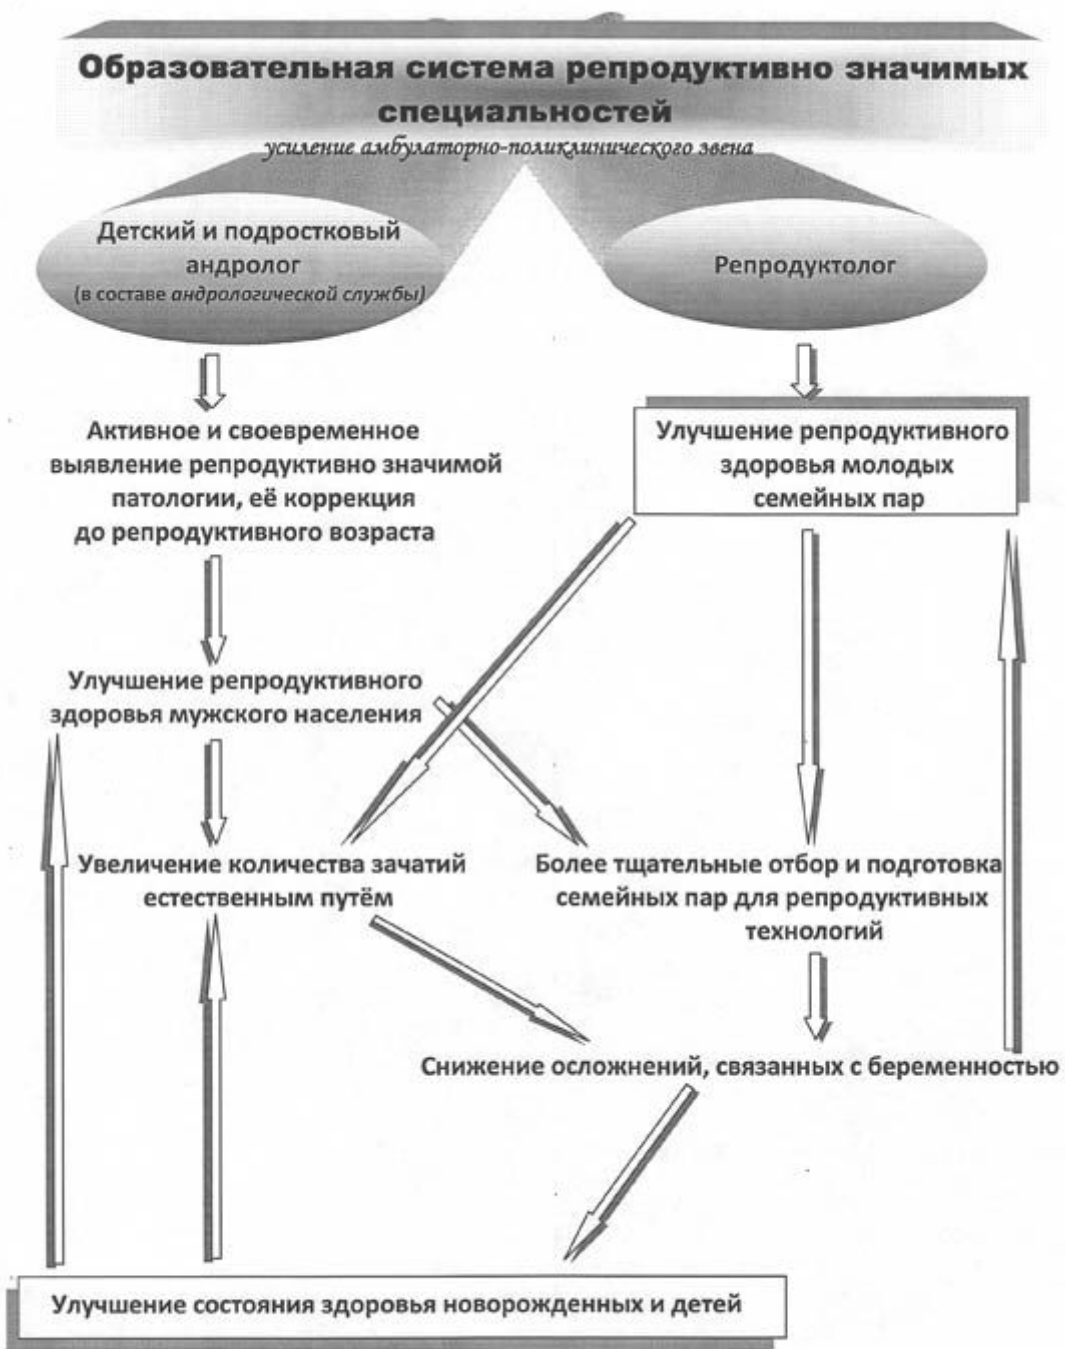 Образовательная система репродуктивно значимых
специальностей
усиление амбулаторно-поликлинического звена
Детский и подростковый
андролог
(в составе андрологической службы)
Репродуктолог
Активное и своевременное
выявление репродуктивно значимой
патологии, её коррекция
до репродуктивного возраста
Улучшение репродуктивного
здоровья молодых
семейных пар
Улучшение репродуктивного
здоровья мужского населения
Увеличение количества зачатий
естественным путём
Более тщательные отбор и подготовка
семейных пар для репродуктивных
технологий
Снижение осложнений, связанных с беременностью
Улучшение состояния здоровья новорожденных и детей